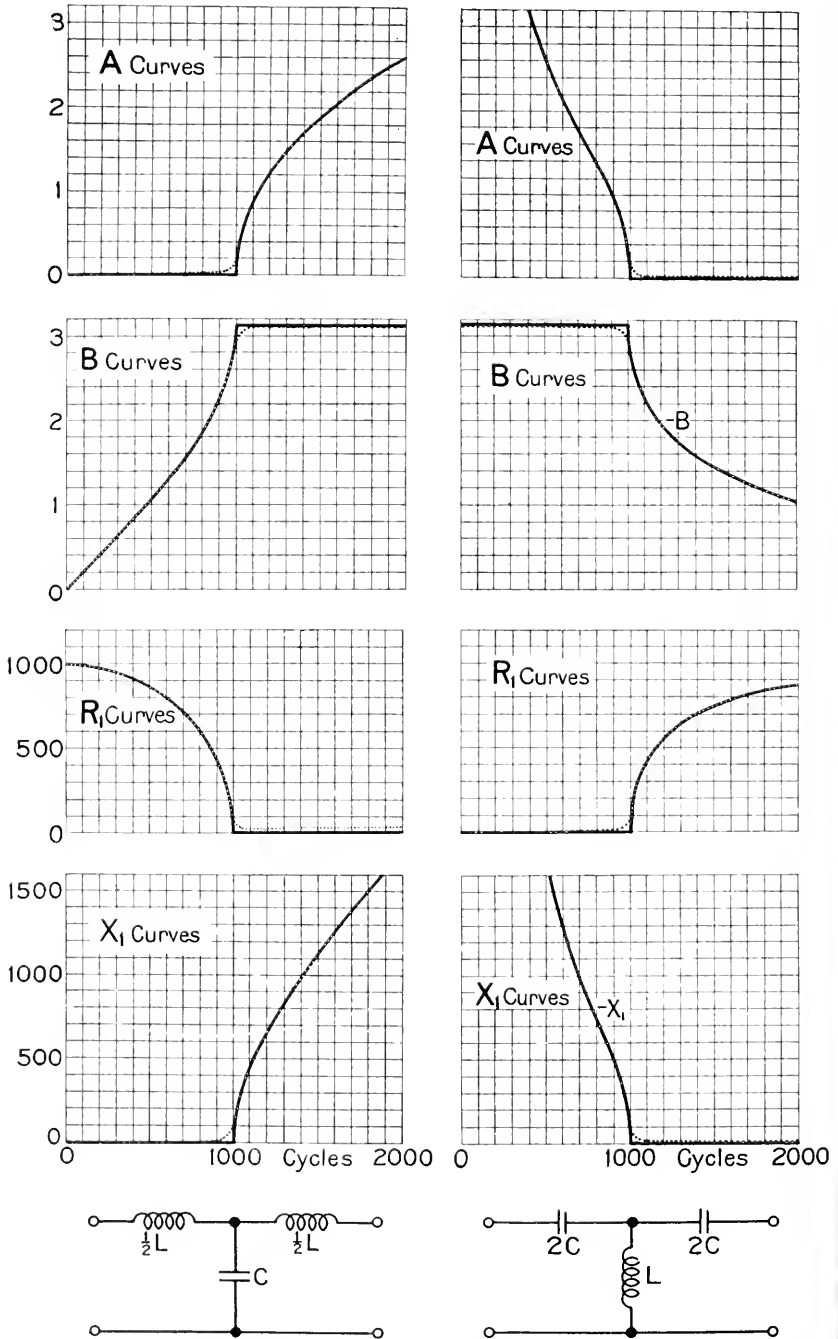 3
2
1
0
A Curves
A Curves
3
2
1
0
B Curves
B Curves
-B
1000
500
0
R₁ Curves
R₁ Curves
1500
1000
500
0
X₁ Curves
X₁ Curves
-X₁
0 1000 Cycles 2000
0 1000 Cycles 2000
½L ½L
C
2C 2C
L